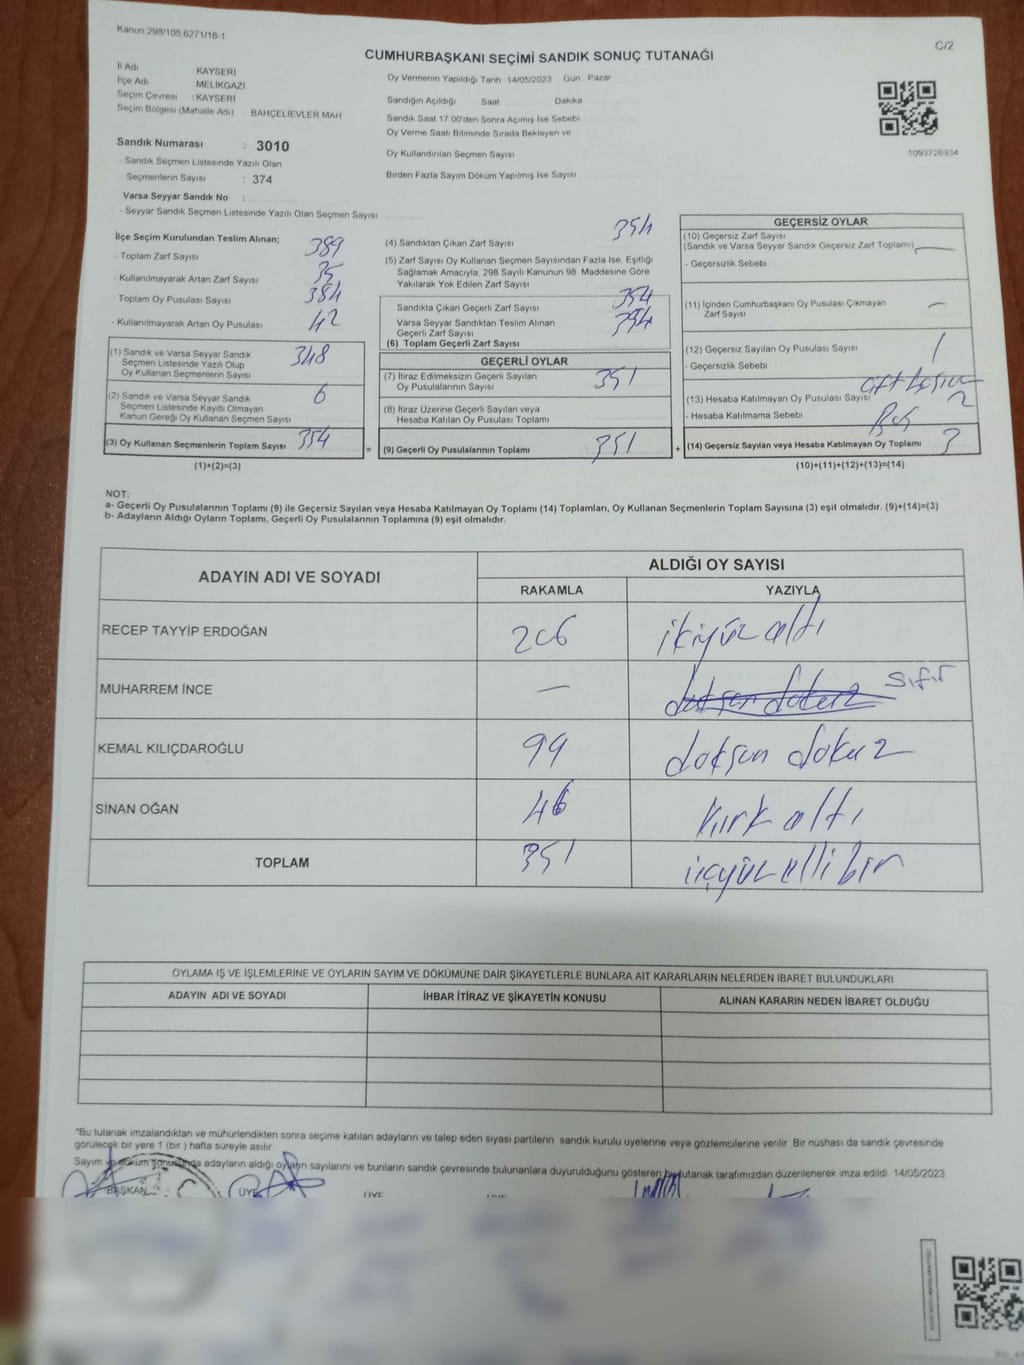 Kanun 298/105.6271/18-1
C/2
CUMHURBAŞKANI SEÇİMİ SANDIK SONUÇ TUTANAĞI
İl Adı KAYSERİ
İlçe Adı MELİKGAZİ
Seçim Çevresi : KAYSERİ
Seçim Bölgesi (Mahalle Adı) BAHÇELİEVLER MAH
Sandık Numarası : 3010
- Sandık Seçmen Listesinde Yazılı Olan
Seçmenlerin Sayısı : 374
Varsa Seyyar Sandık No :
- Seyyar Sandık Seçmen Listesinde Yazılı Olan Seçmen Sayısı
Oy Vermenin Yapıldığı Tarih 14/05/2023 Gün Pazar
Sandığın Açıldığı Saat Dakika
Sandık Saat 17 00'den Sonra Açımış İse Sebebi
Oy Verme Saati Bitiminde Sırada Bekleyen ve
Oy Kullandırılan Seçmen Sayısı
Birden Fazla Sayım Döküm Yapılmış İse Sayısı
1093726334
İlçe Seçim Kurulundan Teslim Alınan;
- Toplam Zarf Sayısı 389
- Kullanılmayarak Artan Zarf Sayısı 35
- Toplam Oy Pusulası Sayısı 384
- Kullanılmayarak Artan Oy Pusulası 42
(1) Sandık ve Varsa Seyyar Sandık 348
Seçmen Listesinde Yazılı Olup
Oy Kullanan Seçmenlerin Sayısı
(2) Sandık ve Varsa Seyyar Sandık 6
Seçmen Listesinde Kayıtlı Olmayan
Kanun Gereği Oy Kullanan Seçmen Sayısı
(3) Oy Kullanan Seçmenlerin Toplam Sayısı 354
(1)+(2)=(3)
(4) Sandıktan Çıkan Zarf Sayısı 354
(5) Zarf Sayısı Oy Kullanan Seçmen Sayısından Fazla İse, Eşitliği
Sağlamak Amacıyla, 298 Sayılı Kanunun 98 Maddesine Göre
Yakılarak Yok Edilen Zarf Sayısı
Sandıkta Çıkan Geçerli Zarf Sayısı 354
Varsa Seyyar Sandıktan Teslim Alınan
Geçerli Zarf Sayısı
(6) Toplam Geçerli Zarf Sayısı 354
GEÇERLİ OYLAR
(7) İtiraz Edilmeksizin Geçerli Sayılan 351
Oy Pusulalarının Sayısı
(8) İtiraz Üzerine Geçerli Sayılan veya
Hesaba Katılan Oy Pusulası Toplamı
= (9) Geçerli Oy Pusulalarının Toplamı 351 +
GEÇERSİZ OYLAR
(10) Geçersiz Zarf Sayısı
(Sandık ve Varsa Seyyar Sandık Geçersiz Zarf Toplamı) —
- Geçersizlik Sebebi
(11) İçinden Cumhurbaşkanı Oy Pusulası Çıkmayan —
Zarf Sayısı
(12) Geçersiz Sayılan Oy Pusulası Sayısı 1
- Geçersizlik Sebebi
(13) Hesaba Katılmayan Oy Pusulası Sayısı 2
- Hesaba Katılmama Sebebi Boş
(14) Geçersiz Sayılan veya Hesaba Katılmayan Oy Toplamı 3
(10)+(11)+(12)+(13)=(14)
NOT:
a- Geçerli Oy Pusulalarının Toplamı (9) ile Geçersiz Sayılan veya Hesaba Katılmayan Oy Toplamı (14) Toplamları, Oy Kullanan Seçmenlerin Toplam Sayısına (3) eşit olmalıdır. (9)+(14)=(3)
b- Adayların Aldığı Oyların Toplamı, Geçerli Oy Pusulalarının Toplamına (9) eşit olmalıdır.
ADAYIN ADI VE SOYADI
ALDIĞI OY SAYISI
RAKAMLA YAZIYLA
RECEP TAYYİP ERDOĞAN 206 ikiyüz altı
MUHARREM İNCE — doksan dokuz sıfır
KEMAL KILIÇDAROĞLU 99 doksan dokuz
SİNAN OĞAN 46 kırk altı
TOPLAM 351 üçyüz elli bir
OYLAMA İŞ VE İŞLEMLERİNE VE OYLARIN SAYIM VE DÖKÜMÜNE DAİR ŞİKAYETLERLE BUNLARA AİT KARARLARIN NELERDEN İBARET BULUNDUKLARI
ADAYIN ADI VE SOYADI İHBAR İTİRAZ VE ŞİKAYETİN KONUSU ALINAN KARARIN NEDEN İBARET OLDUĞU
*Bu tutanak imzalandıktan ve mühürlendikten sonra seçime katılan adayların ve talep eden siyasi partilerin sandık kurulu üyelerine veya gözlemcilerine verilir Bir nüshası da sandık çevresinde
görülecek bir yere 1 (bir ) hafta süreyle asılır
Sayım ve döküm sonucunda adayların aldığı oyların sayılarını ve bunların sandık çevresinde bulunanlara duyurulduğunu gösteren bu tutanak tarafımızdan düzenlenerek imza edildi. 14/05/2023
BAŞKAN ÜYE ÜYE